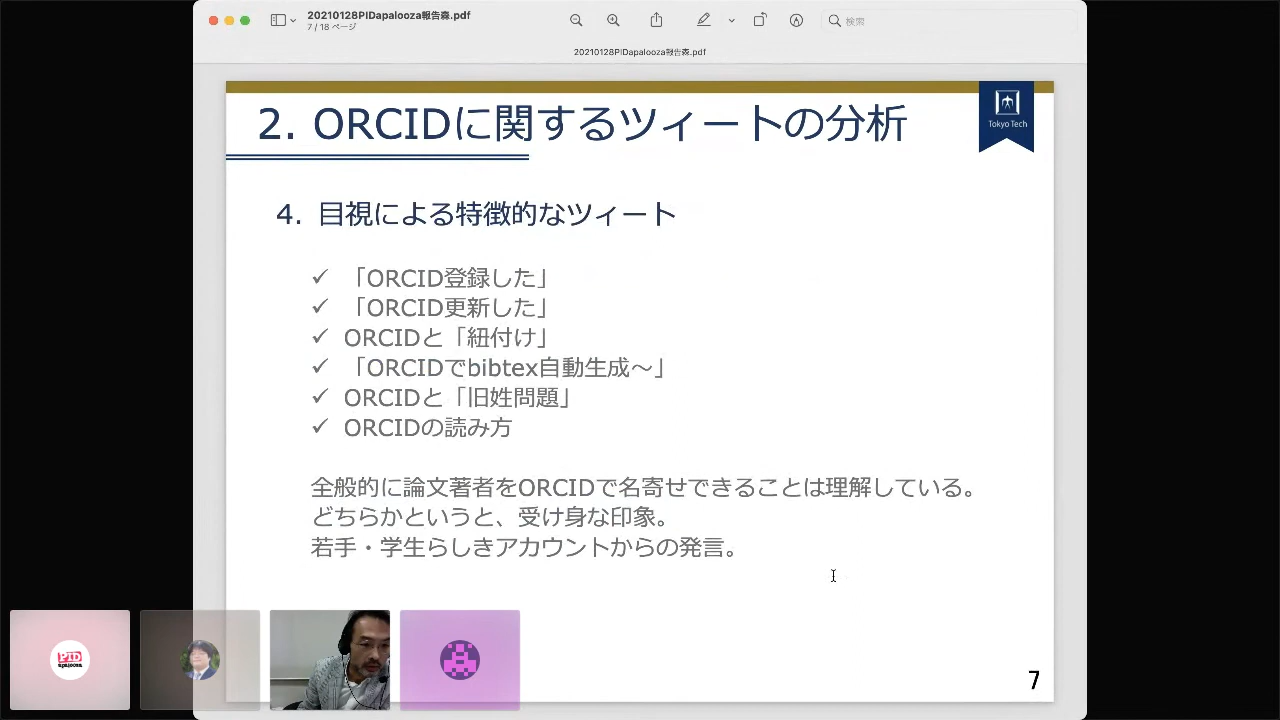 20210128PIDapalooza報告森.pdf
7 / 18 ページ
検索
20210128PIDapalooza報告森.pdf
2. ORCIDに関するツィートの分析
Tokyo Tech
4. 目視による特徴的なツィート
✓ 「ORCID登録した」
✓ 「ORCID更新した」
✓ ORCIDと「紐付け」
✓ 「ORCIDでbibtex自動生成～」
✓ ORCIDと「旧姓問題」
✓ ORCIDの読み方
全般的に論文著者をORCIDで名寄せできることは理解している。
どちらかというと、受け身な印象。
若手・学生らしきアカウントからの発言。
PID
apalooza
7